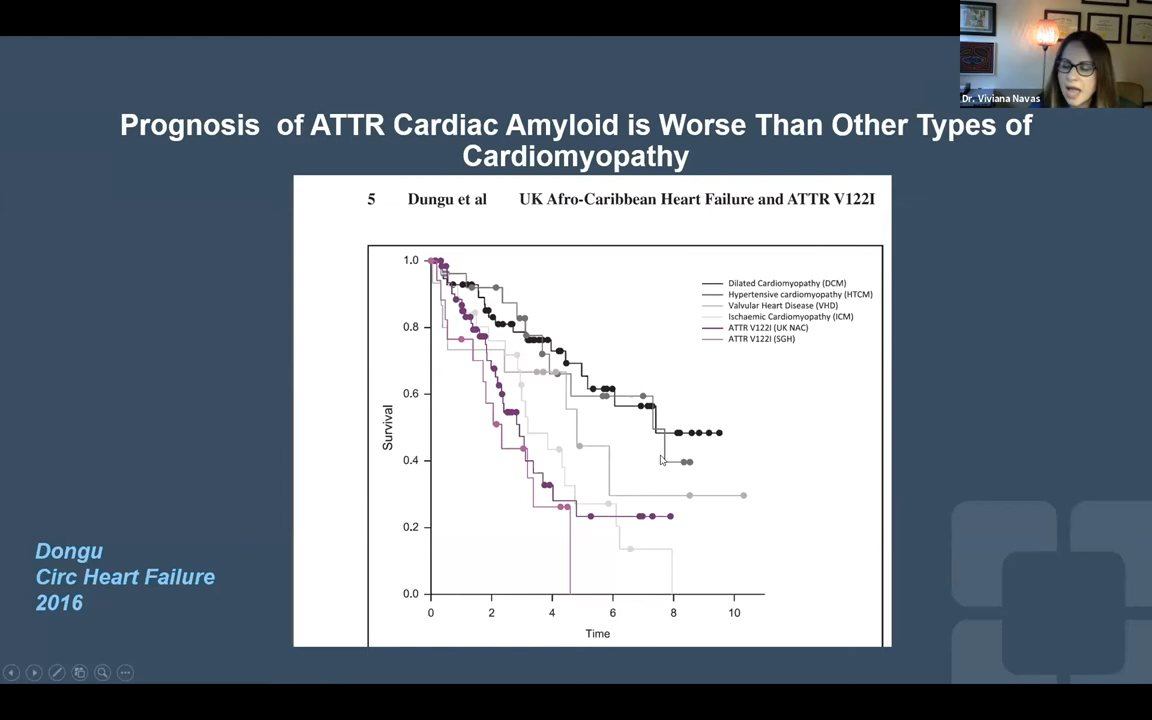 Dr. Viviana Navas
Prognosis of ATTR Cardiac Amyloid is Worse Than Other Types of
Cardiomyopathy
5 Dungu et al UK Afro-Caribbean Heart Failure and ATTR V122I
Dilated Cardiomyopathy (DCM)
Hypertensive cardiomyopathy (HTCM)
Valvular Heart Disease (VHD)
Ischaemic Cardiomyopathy (ICM)
ATTR V122I (UK NAC)
ATTR V122I (SGH)
Survival
1.0
0.8
0.6
0.4
0.2
0.0
0 2 4 6 8 10
Time
Dongu
Circ Heart Failure
2016